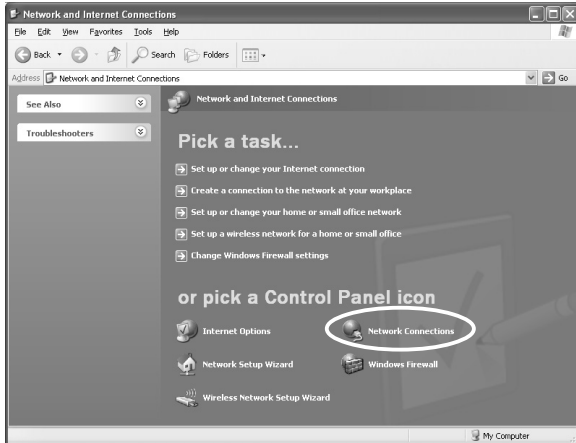 Network and Internet Connections
File Edit View Favorites Tools Help
Back Search Folders
Address Network and Internet Connections Go
See Also
Troubleshooters
Network and Internet Connections
Pick a task...
Set up or change your Internet connection
Create a connection to the network at your workplace
Set up or change your home or small office network
Set up a wireless network for a home or small office
Change Windows Firewall settings
or pick a Control Panel icon
Internet Options Network Connections
Network Setup Wizard Windows Firewall
Wireless Network Setup Wizard
My Computer